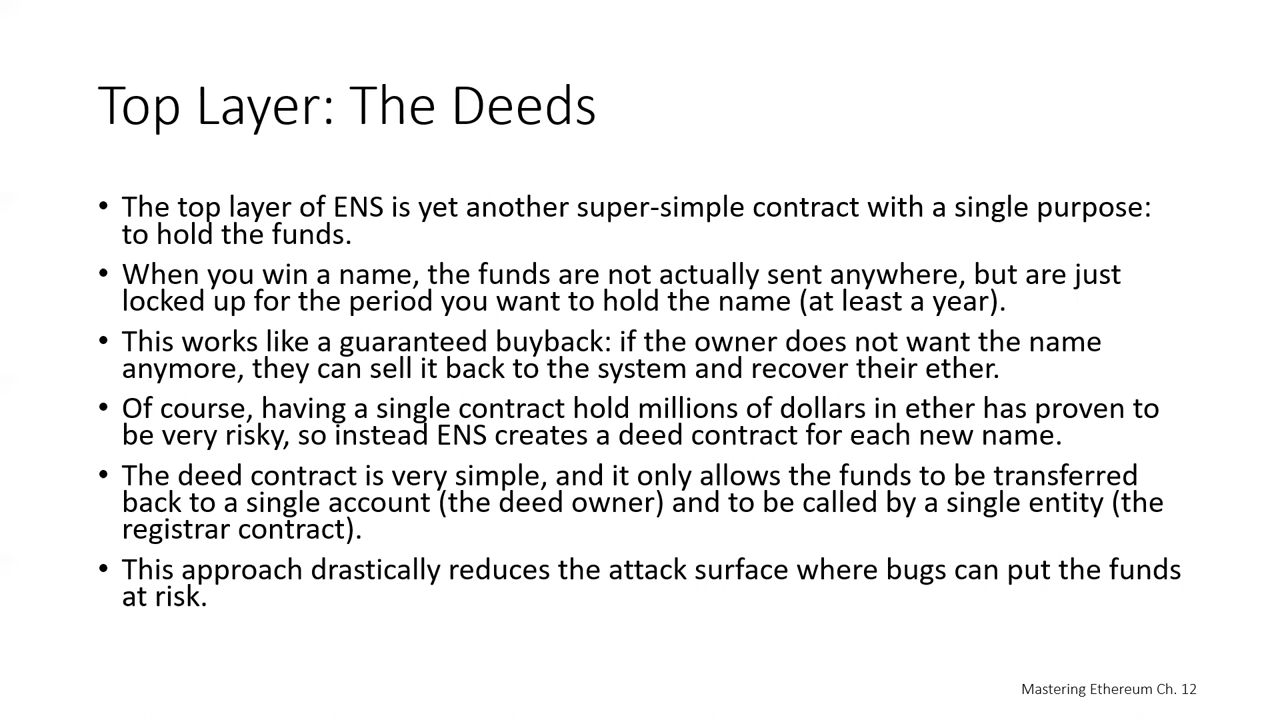 Top Layer: The Deeds
• The top layer of ENS is yet another super-simple contract with a single purpose:
to hold the funds.
• When you win a name, the funds are not actually sent anywhere, but are just
locked up for the period you want to hold the name (at least a year).
• This works like a guaranteed buyback: if the owner does not want the name
anymore, they can sell it back to the system and recover their ether.
• Of course, having a single contract hold millions of dollars in ether has proven to
be very risky, so instead ENS creates a deed contract for each new name.
• The deed contract is very simple, and it only allows the funds to be transferred
back to a single account (the deed owner) and to be called by a single entity (the
registrar contract).
• This approach drastically reduces the attack surface where bugs can put the funds
at risk.
Mastering Ethereum Ch. 12